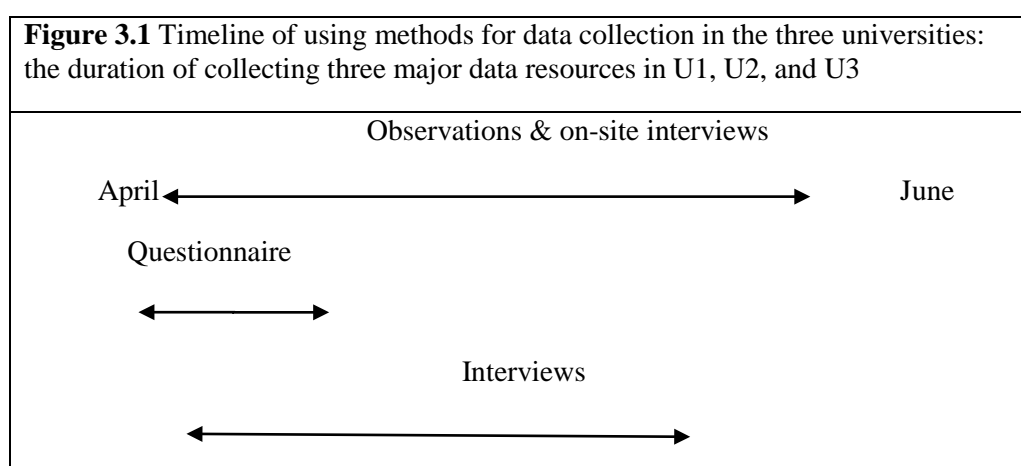 Figure 3.1 Timeline of using methods for data collection in the three universities:
the duration of collecting three major data resources in U1, U2, and U3
Observations & on-site interviews
April June
Questionnaire
Interviews